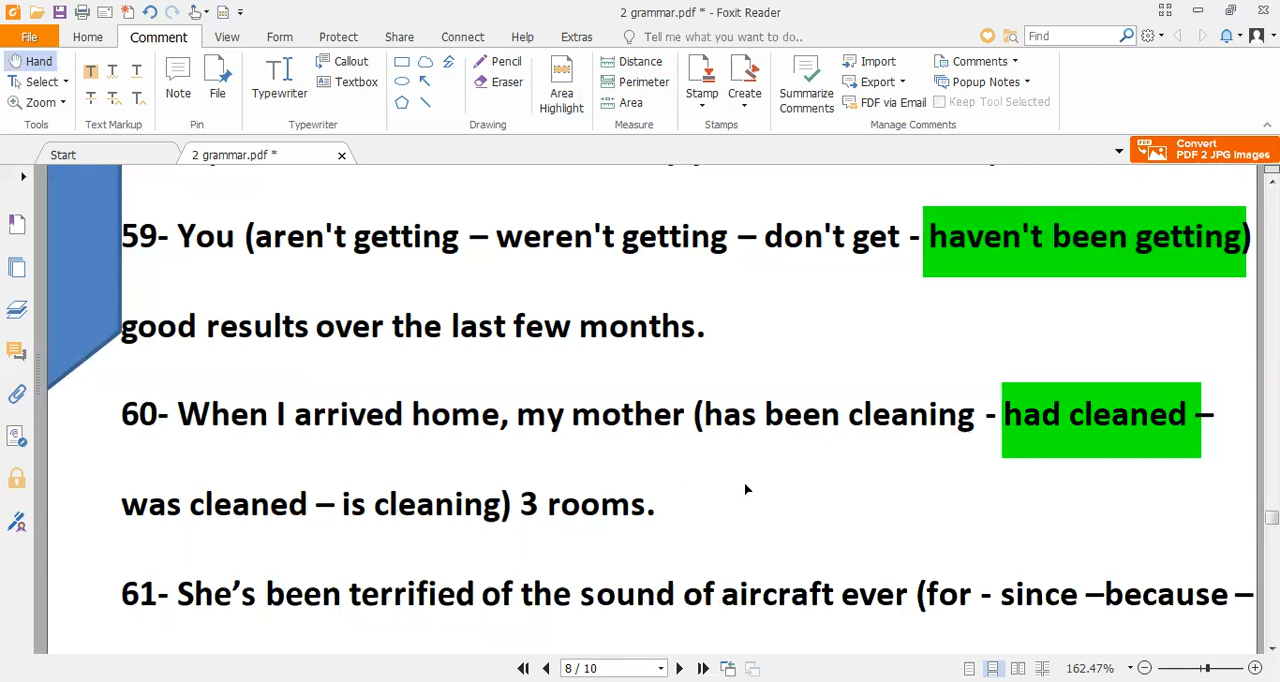 2 grammar.pdf * - Foxit Reader
File Home Comment View Form Protect Share Connect Help Extras Tell me what you want to do.. Find
Hand Select Zoom Tools
T T T T T T Text Markup
Note File Pin
Typewriter Callout Textbox Typewriter
Pencil Eraser Area Highlight Drawing
Distance Perimeter Area Measure
Stamp Create Stamps
Summarize Comments Import Export FDF via Email Comments Popup Notes Keep Tool Selected Manage Comments
Start 2 grammar.pdf * Convert PDF 2 JPG Images
59- You (aren't getting – weren't getting – don't get - haven't been getting)
good results over the last few months.
60- When I arrived home, my mother (has been cleaning - had cleaned –
was cleaned – is cleaning) 3 rooms.
61- She’s been terrified of the sound of aircraft ever (for - since –because –
8 / 10 162.47%